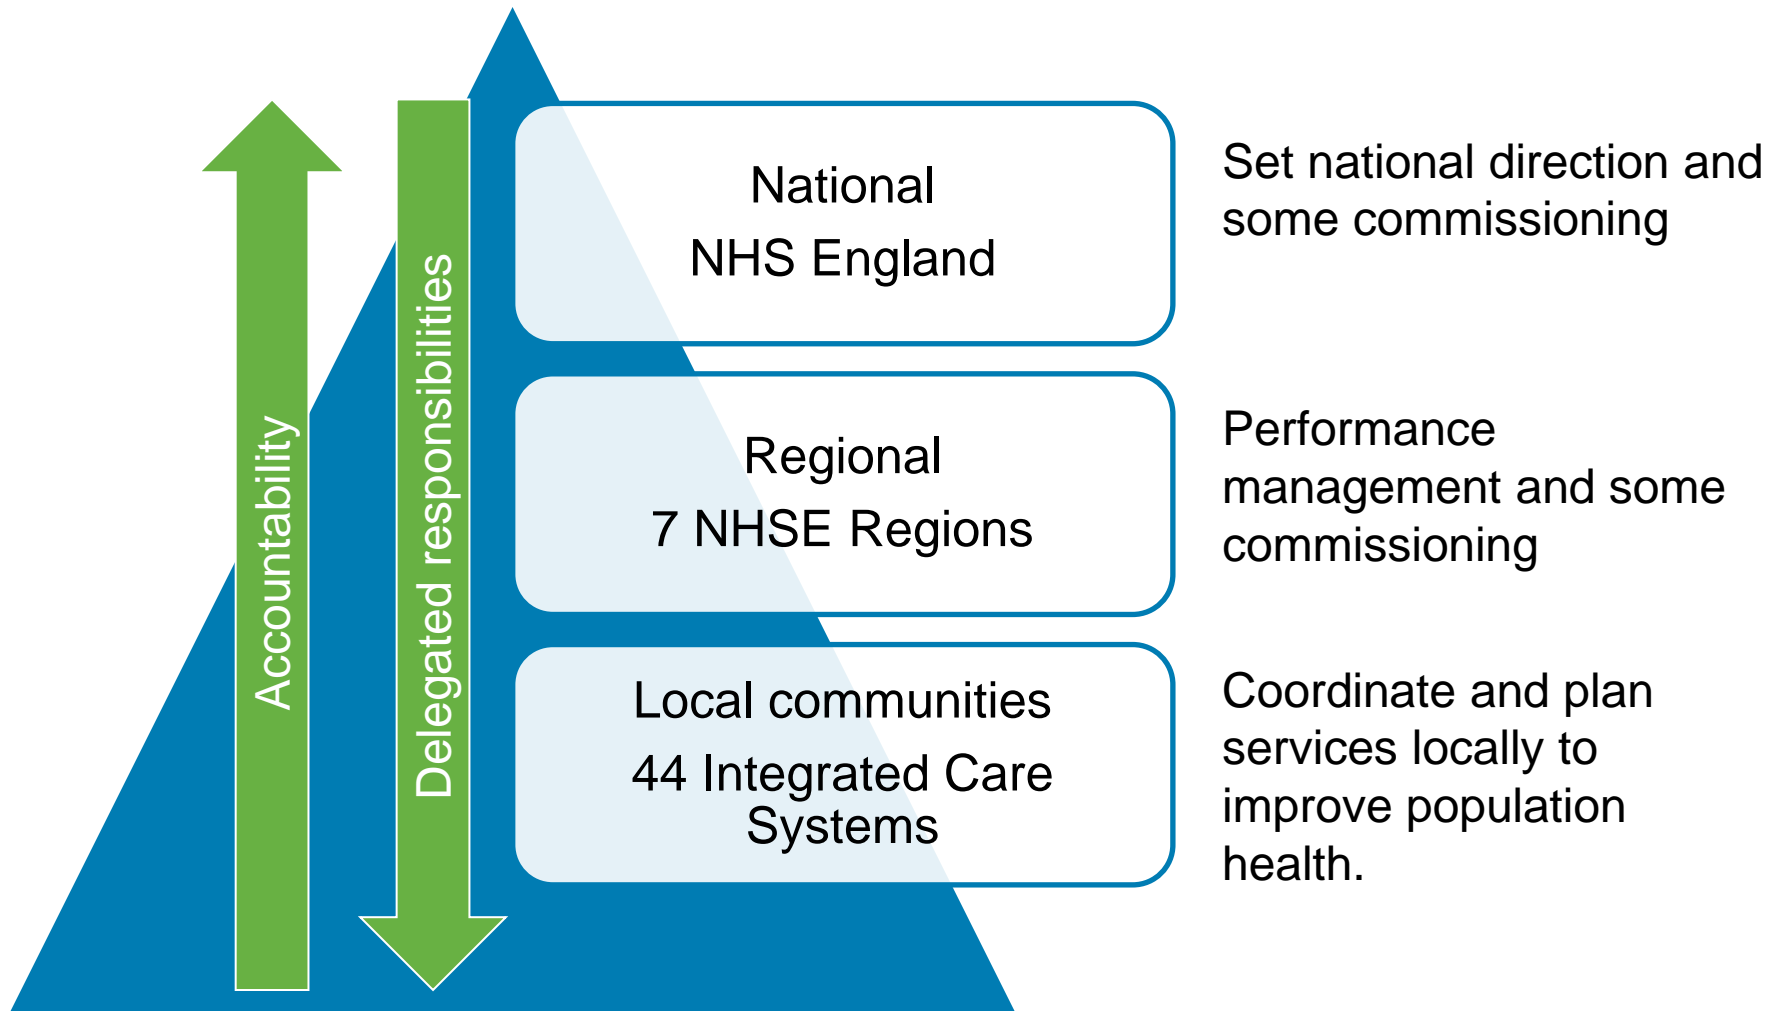 Accountability
Delegated responsibilities
National
NHS England
Set national direction and
some commissioning
Regional
7 NHSE Regions
Performance
management and some
commissioning
Local communities
44 Integrated Care
Systems
Coordinate and plan
services locally to
improve population
health.